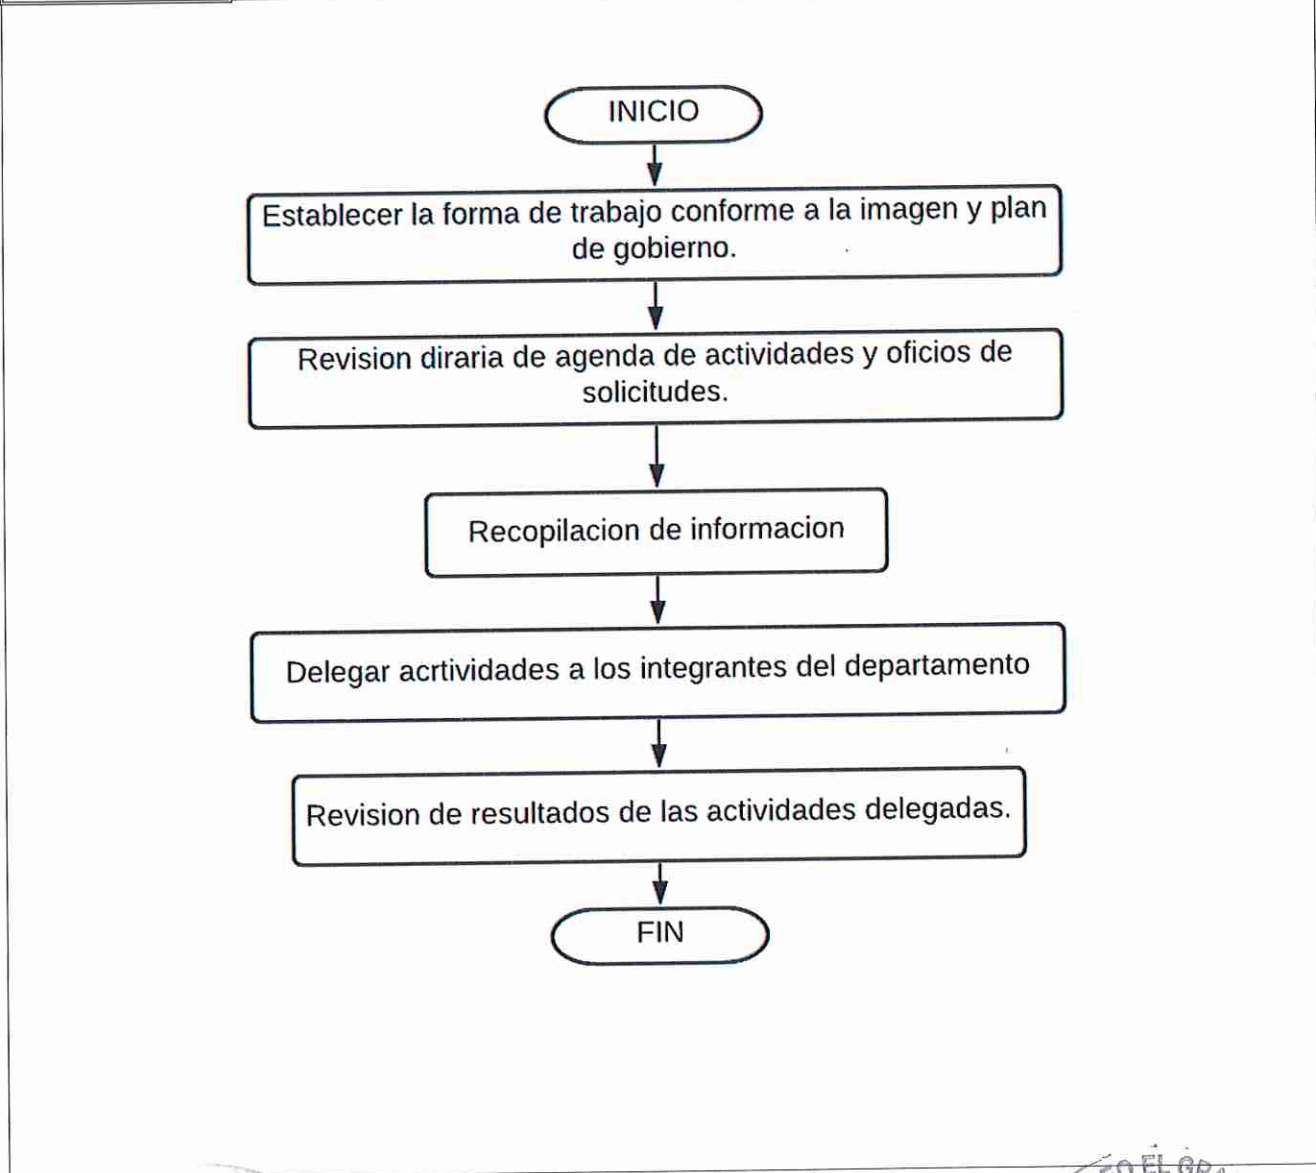 INICIO
Establecer la forma de trabajo conforme a la imagen y plan
de gobierno.
Revision diraria de agenda de actividades y oficios de
solicitudes.
Recopilacion de informacion
Delegar acrtividades a los integrantes del departamento
Revision de resultados de las actividades delegadas.
FIN
EL